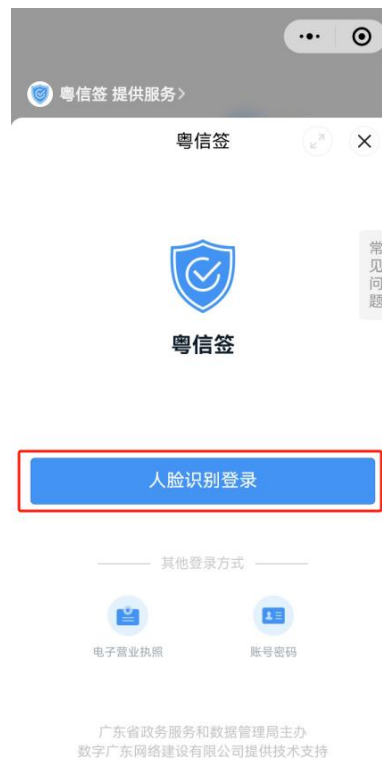 粤信签 提供服务>
粤信签
常见问题
粤信签
人脸识别登录
其他登录方式
电子营业执照
账号密码
广东省政务服务和数据管理局主办
数字广东网络建设有限公司提供技术支持